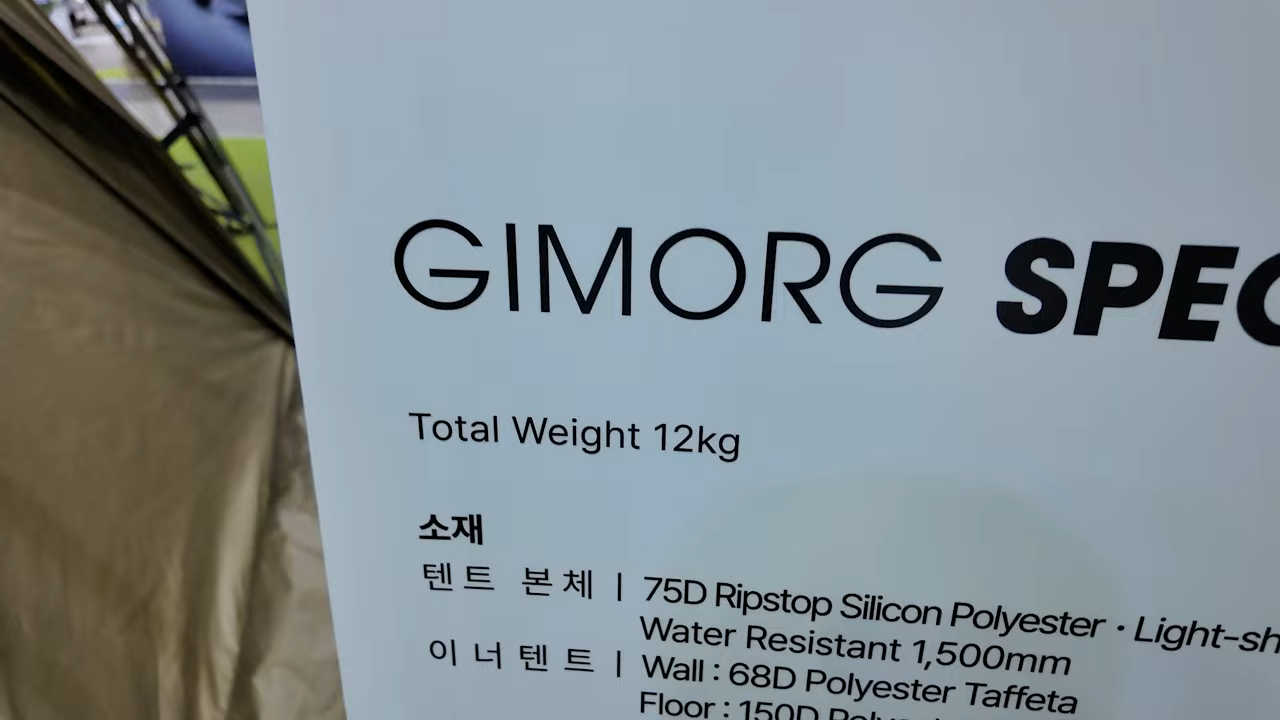 GIMORG SPEC
Total Weight 12kg
소재
텐트 본체 | 75D Ripstop Silicon Polyester · Light-sh
Water Resistant 1,500mm
이너텐트 | Wall : 68D Polyester Taffeta
Floor : 150D